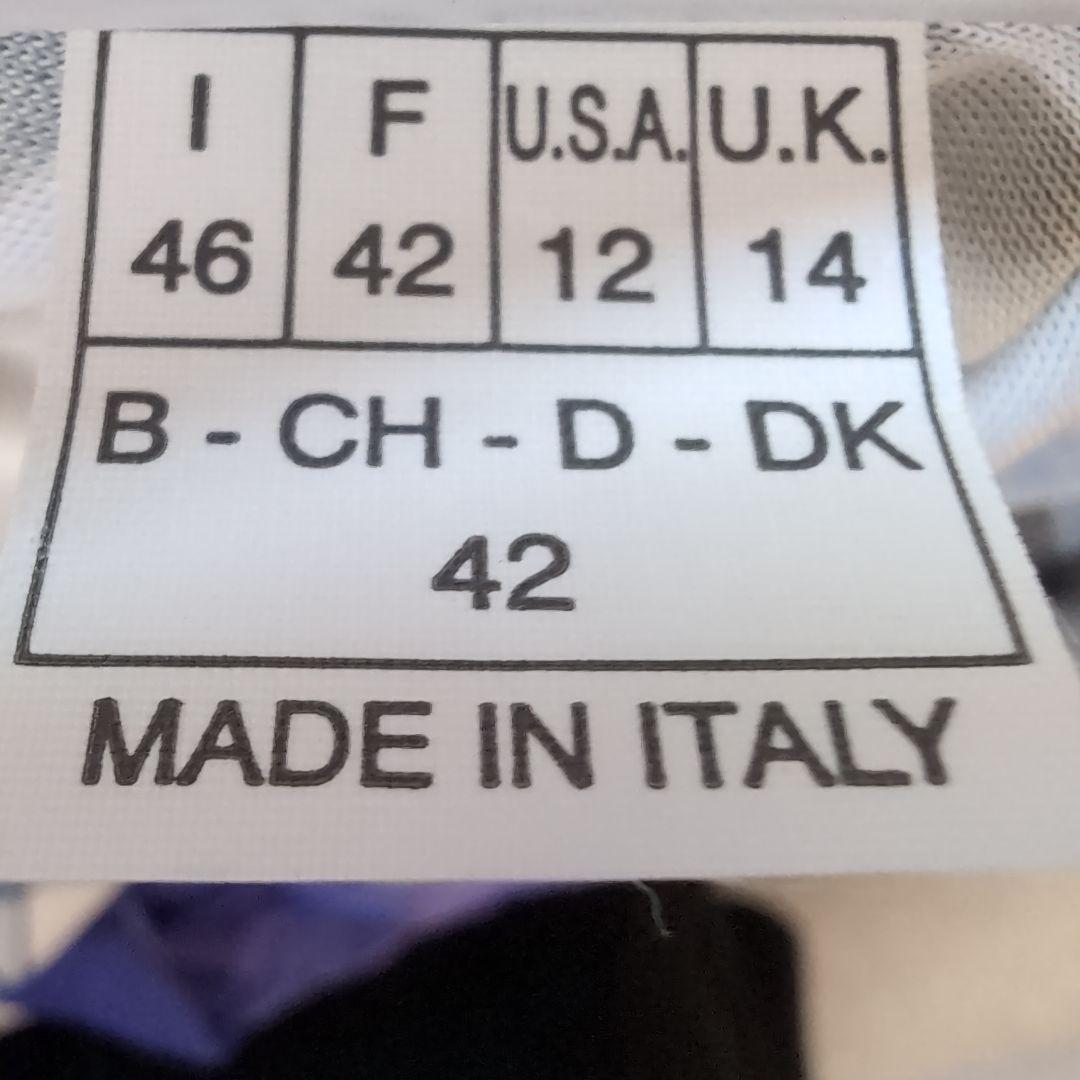 I F U.S.A. U.K.
46 42 12 14
B - CH - D - DK
42
MADE IN ITALY